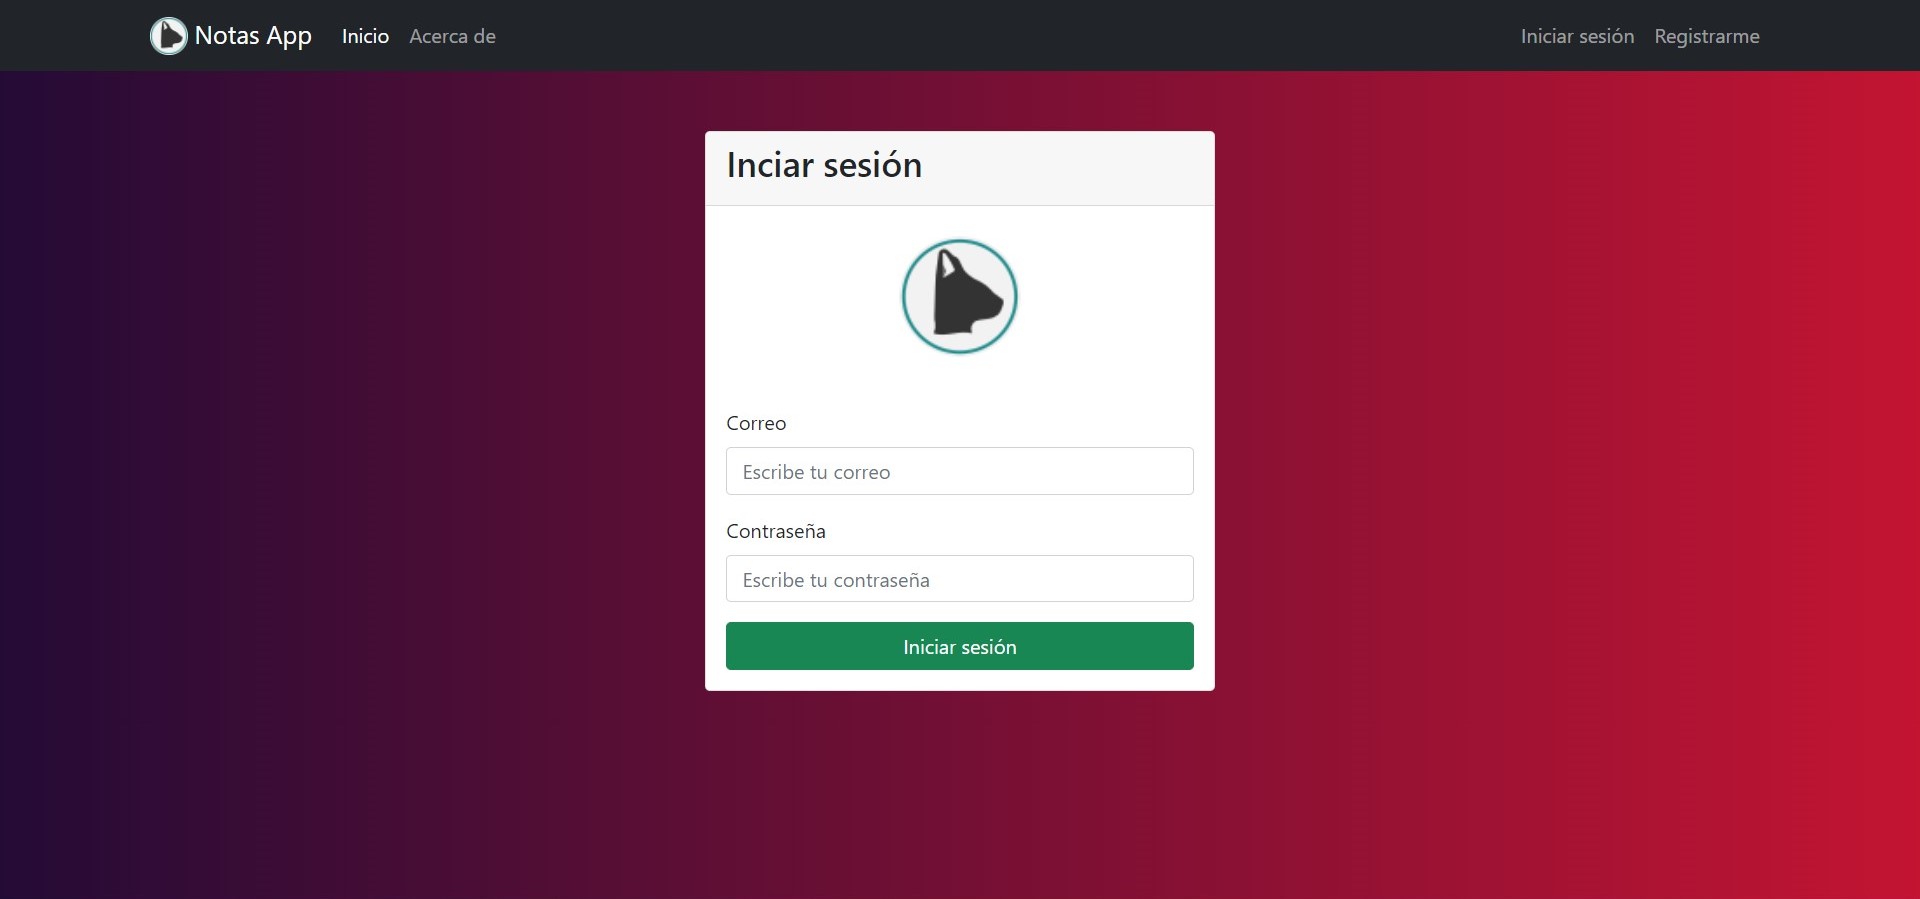 Notas App Inicio Acerca de Iniciar sesión Registrarme
Inciar sesión
Correo
Escribe tu correo
Contraseña
Escribe tu contraseña
Iniciar sesión